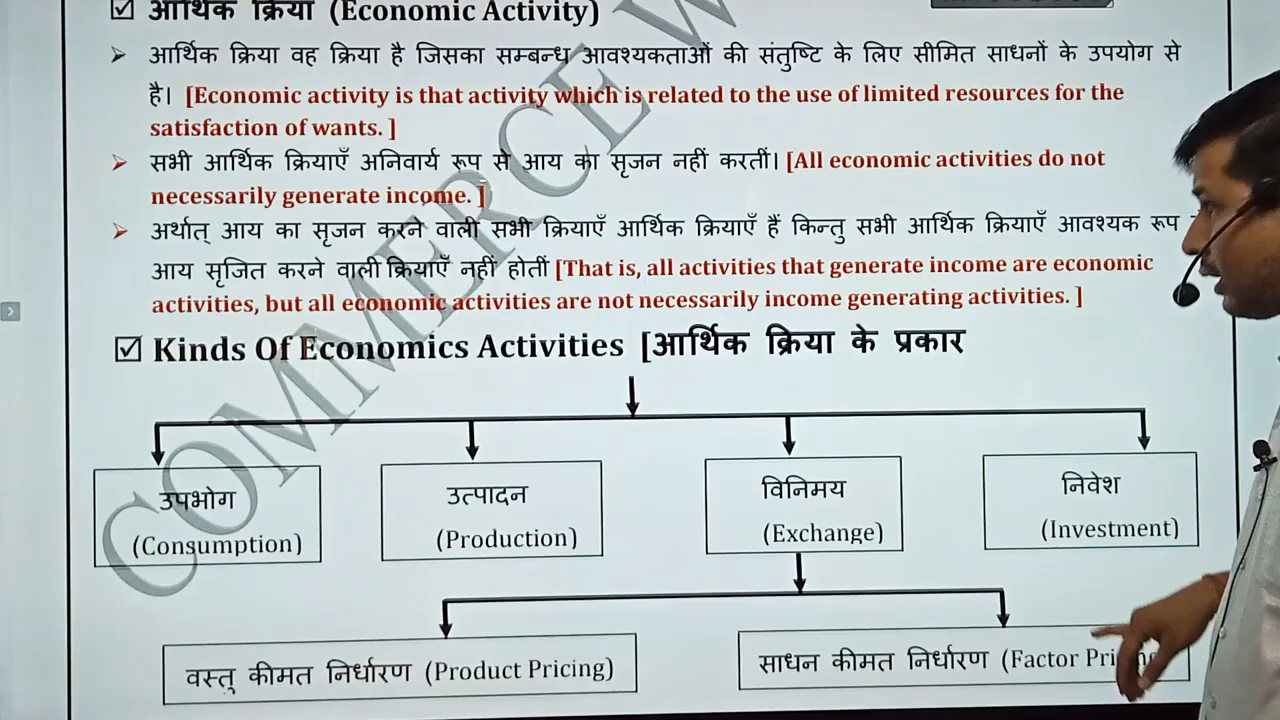 ☑ आर्थिक क्रिया (Economic Activity)
➢ आर्थिक क्रिया वह क्रिया है जिसका सम्बन्ध आवश्यकताओं की संतुष्टि के लिए सीमित साधनों के उपयोग से
है। [Economic activity is that activity which is related to the use of limited resources for the
satisfaction of wants. ]
➢ सभी आर्थिक क्रियाएँ अनिवार्य रूप से आय का सृजन नहीं करतीं। [All economic activities do not
necessarily generate income. ]
➢ अर्थात् आय का सृजन करने वाली सभी क्रियाएँ आर्थिक क्रियाएँ हैं किन्तु सभी आर्थिक क्रियाएँ आवश्यक रूप
आय सृजित करने वाली क्रियाएँ नहीं होतीं [That is, all activities that generate income are economic
activities, but all economic activities are not necessarily income generating activities. ]
☑ Kinds Of Economics Activities [आर्थिक क्रिया के प्रकार
उपभोग
(Consumption)
उत्पादन
(Production)
विनिमय
(Exchange)
निवेश
(Investment)
वस्तु कीमत निर्धारण (Product Pricing)
साधन कीमत निर्धारण (Factor
COMMERCE